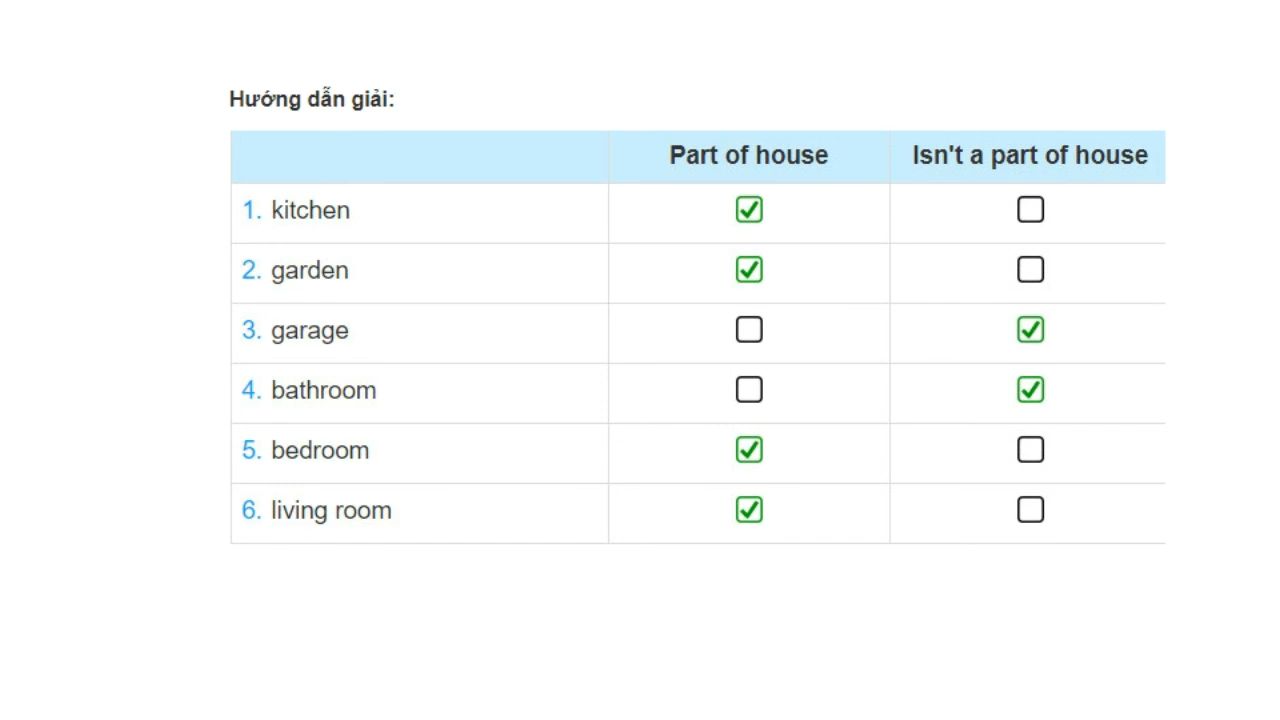 Hướng dẫn giải:
Part of house Isn't a part of house
1. kitchen
2. garden
3. garage
4. bathroom
5. bedroom
6. living room